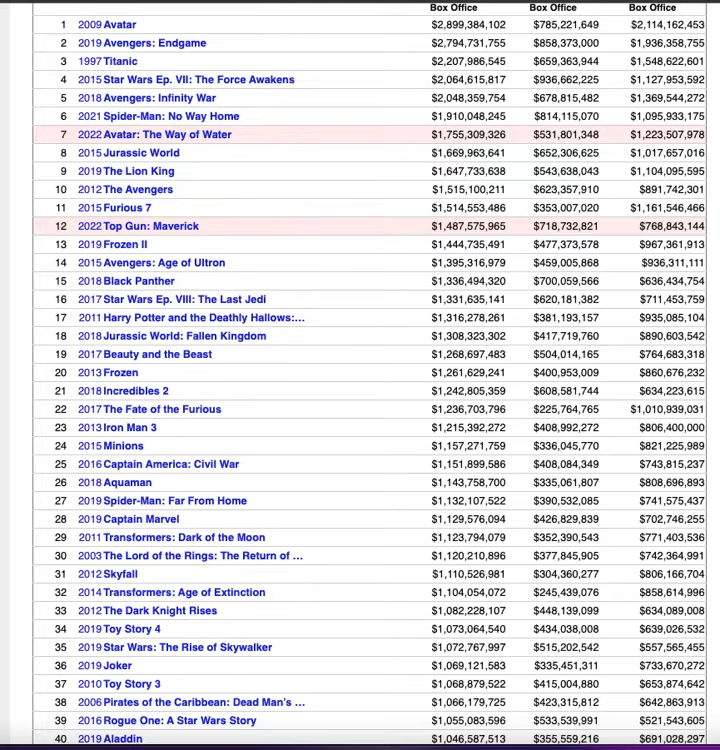 Box Office Box Office Box Office
1 2009 Avatar $2,899,384,102 $785,221,649 $2,114,162,453
2 2019 Avengers: Endgame $2,794,731,755 $858,373,000 $1,936,358,755
3 1997 Titanic $2,207,986,545 $659,363,944 $1,548,622,601
4 2015 Star Wars Ep. VII: The Force Awakens $2,064,615,817 $936,662,225 $1,127,953,592
5 2018 Avengers: Infinity War $2,048,359,754 $678,815,482 $1,369,544,272
6 2021 Spider-Man: No Way Home $1,910,048,245 $814,115,070 $1,095,933,175
7 2022 Avatar: The Way of Water $1,755,309,326 $531,801,348 $1,223,507,978
8 2015 Jurassic World $1,669,963,641 $652,306,625 $1,017,657,016
9 2019 The Lion King $1,647,733,638 $543,638,043 $1,104,095,595
10 2012 The Avengers $1,515,100,211 $623,357,910 $891,742,301
11 2015 Furious 7 $1,514,553,486 $353,007,020 $1,161,546,466
12 2022 Top Gun: Maverick $1,487,575,965 $718,732,821 $768,843,144
13 2019 Frozen II $1,444,735,491 $477,373,578 $967,361,913
14 2015 Avengers: Age of Ultron $1,395,316,979 $459,005,868 $936,311,111
15 2018 Black Panther $1,336,494,320 $700,059,566 $636,434,754
16 2017 Star Wars Ep. VIII: The Last Jedi $1,331,635,141 $620,181,382 $711,453,759
17 2011 Harry Potter and the Deathly Hallows:... $1,316,278,261 $381,193,157 $935,085,104
18 2018 Jurassic World: Fallen Kingdom $1,308,323,302 $417,719,760 $890,603,542
19 2017 Beauty and the Beast $1,268,697,483 $504,014,165 $764,683,318
20 2013 Frozen $1,261,629,241 $400,953,009 $860,676,232
21 2018 Incredibles 2 $1,242,805,359 $608,581,744 $634,223,615
22 2017 The Fate of the Furious $1,236,703,796 $225,764,765 $1,010,939,031
23 2013 Iron Man 3 $1,215,392,272 $408,992,272 $806,400,000
24 2015 Minions $1,157,271,759 $336,045,770 $821,225,989
25 2016 Captain America: Civil War $1,151,899,586 $408,084,349 $743,815,237
26 2018 Aquaman $1,143,758,700 $335,061,807 $808,696,893
27 2019 Spider-Man: Far From Home $1,132,107,522 $390,532,085 $741,575,437
28 2019 Captain Marvel $1,129,576,094 $426,829,839 $702,746,255
29 2011 Transformers: Dark of the Moon $1,123,794,079 $352,390,543 $771,403,536
30 2003 The Lord of the Rings: The Return of ... $1,120,210,896 $377,845,905 $742,364,991
31 2012 Skyfall $1,110,526,981 $304,360,277 $806,166,704
32 2014 Transformers: Age of Extinction $1,104,054,072 $245,439,076 $858,614,996
33 2012 The Dark Knight Rises $1,082,228,107 $448,139,099 $634,089,008
34 2019 Toy Story 4 $1,073,064,540 $434,038,008 $639,026,532
35 2019 Star Wars: The Rise of Skywalker $1,072,767,997 $515,202,542 $557,565,455
36 2019 Joker $1,069,121,583 $335,451,311 $733,670,272
37 2010 Toy Story 3 $1,068,879,522 $415,004,880 $653,874,642
38 2006 Pirates of the Caribbean: Dead Man's ... $1,066,179,725 $423,315,812 $642,863,913
39 2016 Rogue One: A Star Wars Story $1,055,083,596 $533,539,991 $521,543,605
40 2019 Aladdin $1,046,587,513 $355,559,216 $691,028,297